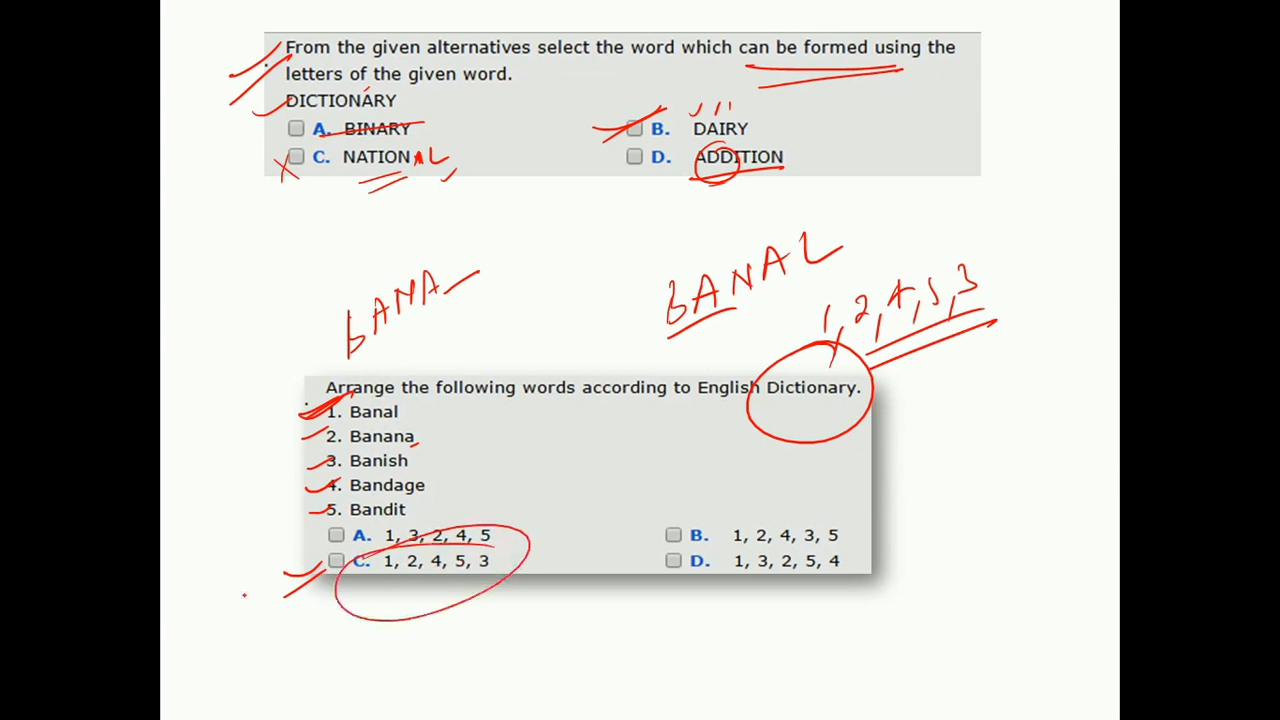 From the given alternatives select the word which can be formed using the
letters of the given word.
DICTIONARY
A. BINARY B. DAIRY
C. NATIONAL D. ADDITION
BANA
BANAL
1, 2, 4, 5, 3
Arrange the following words according to English Dictionary.
1. Banal
2. Banana
3. Banish
4. Bandage
5. Bandit
A. 1, 3, 2, 4, 5 B. 1, 2, 4, 3, 5
C. 1, 2, 4, 5, 3 D. 1, 3, 2, 5, 4